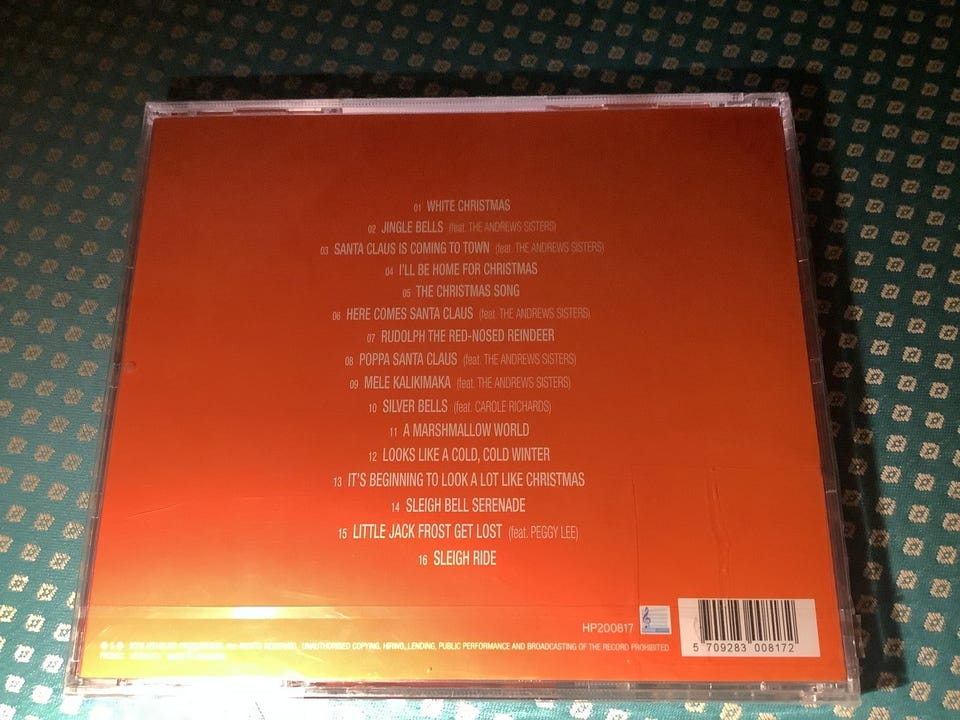 01 WHITE CHRISTMAS
02 JINGLE BELLS (feat. THE ANDREWS SISTERS)
03 SANTA CLAUS IS COMING TO TOWN (feat. THE ANDREWS SISTERS)
04 I'LL BE HOME FOR CHRISTMAS
05 THE CHRISTMAS SONG
06 HERE COMES SANTA CLAUS (feat. THE ANDREWS SISTERS)
07 RUDOLPH THE RED-NOSED REINDEER
08 POPPA SANTA CLAUS (feat. THE ANDREWS SISTERS)
09 MELE KALIKIMAKA (feat. THE ANDREWS SISTERS)
10 SILVER BELLS (feat. CAROLE RICHARDS)
11 A MARSHMALLOW WORLD
12 LOOKS LIKE A COLD, COLD WINTER
13 IT'S BEGINNING TO LOOK A LOT LIKE CHRISTMAS
14 SLEIGH BELL SERENADE
15 LITTLE JACK FROST GET LOST (feat. PEGGY LEE)
16 SLEIGH RIDE
HP200817
UNAUTHORISED COPYING, HIRING, LENDING, PUBLIC PERFORMANCE AND BROADCASTING OF THE RECORD PROHIBITED.
5 709283 008172